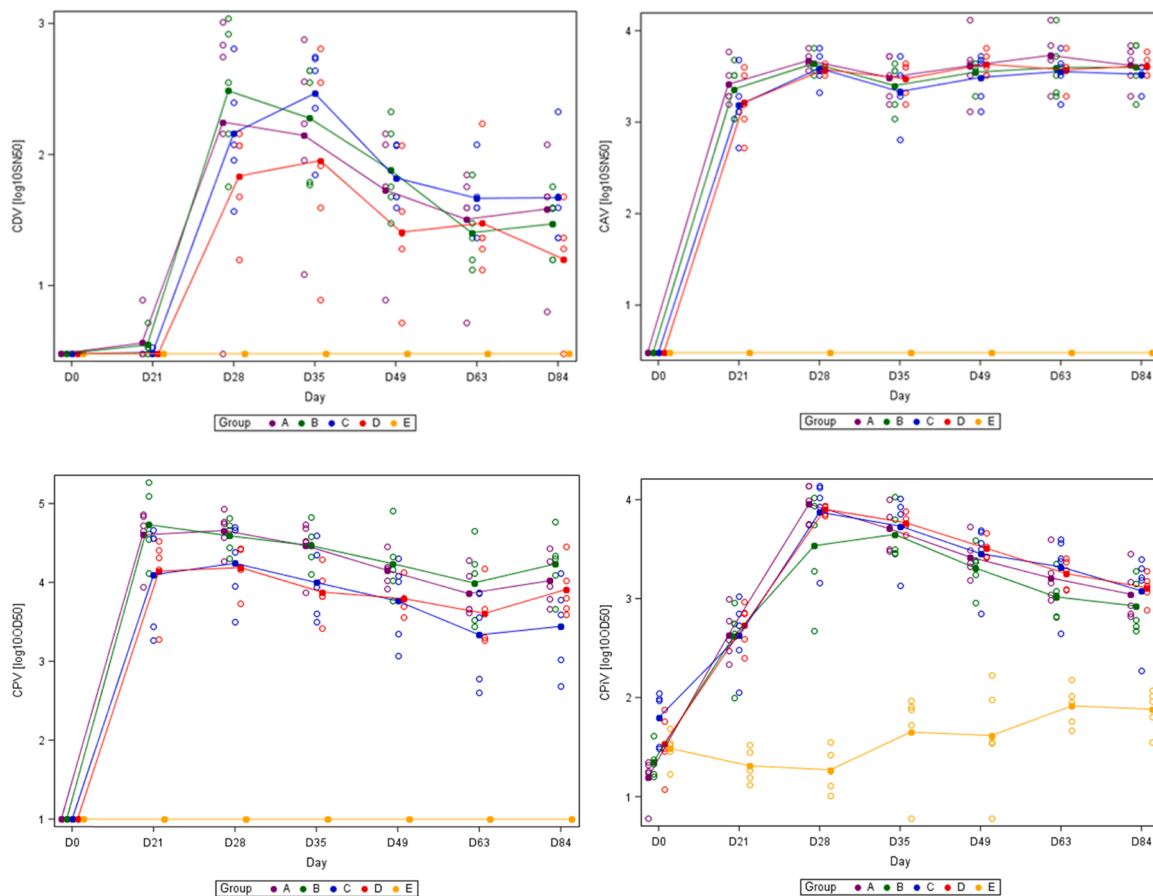 CDV [log10SN50]
3
2
1
D0 D21 D28 D35 D49 D63 D84
Day
Group A B C D E
CAV [log10SN50]
4
3
2
1
D0 D21 D28 D35 D49 D63 D84
Day
Group A B C D E
CPV [log10OD50]
5
4
3
2
1
D0 D21 D28 D35 D49 D63 D84
Day
Group A B C D E
CPiV [log10OD50]
4
3
2
1
D0 D21 D28 D35 D49 D63 D84
Day
Group A B C D E